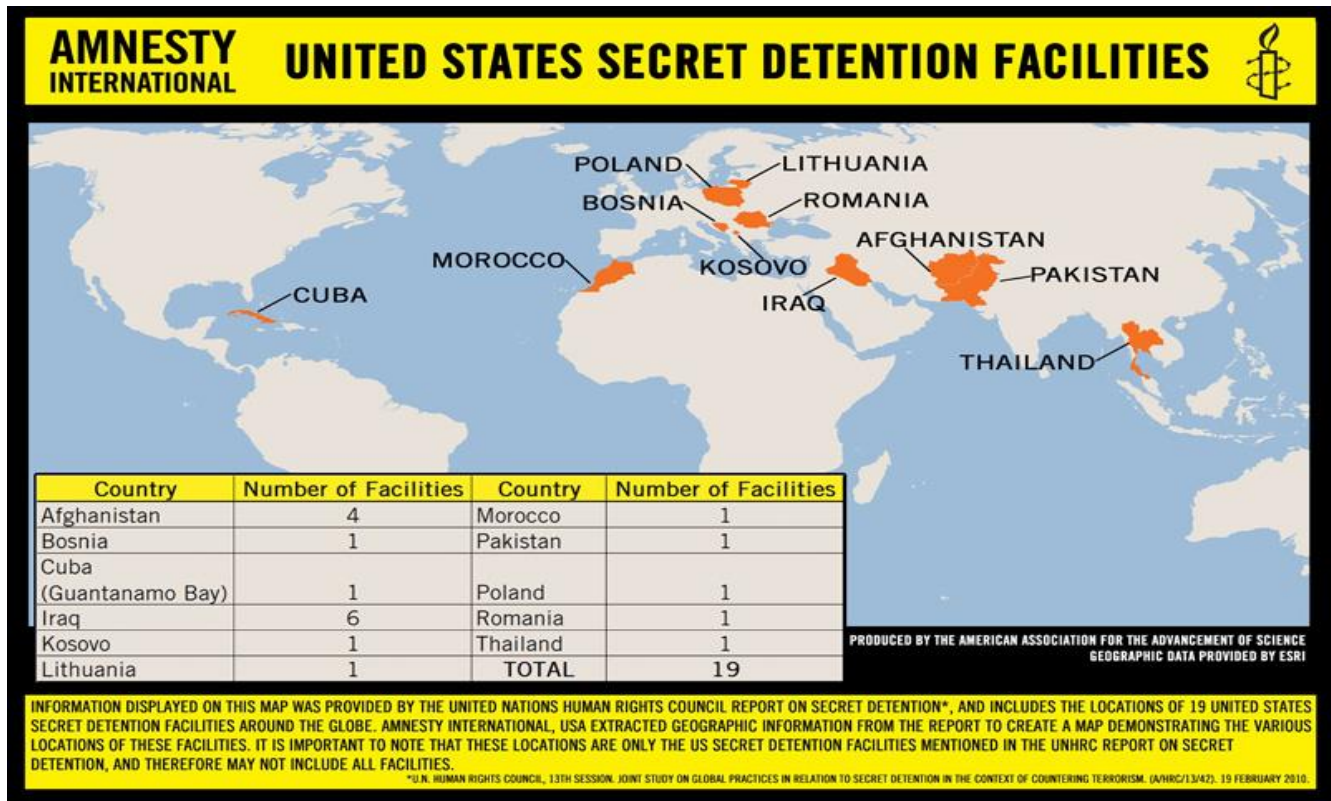 AMNESTY
INTERNATIONAL
UNITED STATES SECRET DETENTION FACILITIES
POLAND
LITHUANIA
BOSNIA
ROMANIA
AFGHANISTAN
MOROCCO
KOSOVO
PAKISTAN
CUBA
IRAQ
THAILAND
Country Number of Facilities Country Number of Facilities
Afghanistan 4 Morocco 1
Bosnia 1 Pakistan 1
Cuba
(Guantanamo Bay) 1 Poland 1
Iraq 6 Romania 1
Kosovo 1 Thailand 1
Lithuania 1 TOTAL 19
PRODUCED BY THE AMERICAN ASSOCIATION FOR THE ADVANCEMENT OF SCIENCE
GEOGRAPHIC DATA PROVIDED BY ESRI
INFORMATION DISPLAYED ON THIS MAP WAS PROVIDED BY THE UNITED NATIONS HUMAN RIGHTS COUNCIL REPORT ON SECRET DETENTION*, AND INCLUDES THE LOCATIONS OF 19 UNITED STATES
SECRET DETENTION FACILITIES AROUND THE GLOBE. AMNESTY INTERNATIONAL, USA EXTRACTED GEOGRAPHIC INFORMATION FROM THE REPORT TO CREATE A MAP DEMONSTRATING THE VARIOUS
LOCATIONS OF THESE FACILITIES. IT IS IMPORTANT TO NOTE THAT THESE LOCATIONS ARE ONLY THE US SECRET DETENTION FACILITIES MENTIONED IN THE UNHRC REPORT ON SECRET
DETENTION, AND THEREFORE MAY NOT INCLUDE ALL FACILITIES.
*U.N. HUMAN RIGHTS COUNCIL, 13TH SESSION. JOINT STUDY ON GLOBAL PRACTICES IN RELATION TO SECRET DETENTION IN THE CONTEXT OF COUNTERING TERRORISM. (A/HRC/13/42). 19 FEBRUARY 2010.